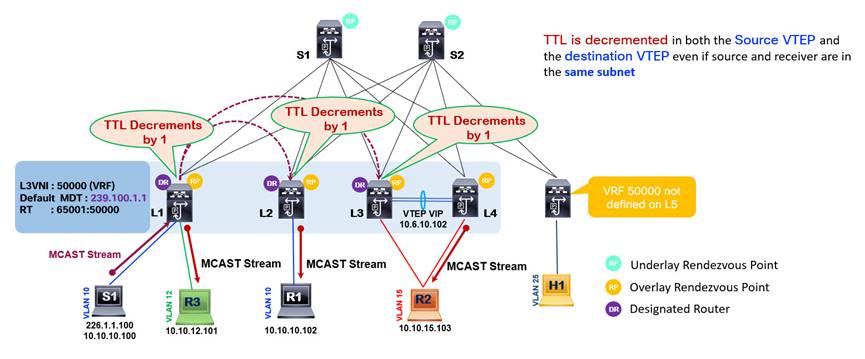 RP
RP
S1
S2
TTL is decremented in both the Source VTEP and
the destination VTEP even if source and receiver are in
the same subnet
TTL Decrements
by 1
TTL Decrements
by 1
TTL Decrements
by 1
L3VNI : 50000 (VRF)
Default MDT : 239.100.1.1
RT : 65001:50000
DR
RP
L1
DR
RP
L2
DR
RP
L3
VTEP VIP
10.6.10.102
RP
L4
VRF 50000 not
defined on L5
MCAST Stream
MCAST Stream
MCAST Stream
MCAST Stream
VLAN 10
S1
226.1.1.100
10.10.10.100
VLAN 12
R3
10.10.12.101
VLAN 10
R1
10.10.10.102
VLAN 15
R2
10.10.15.103
VLAN 25
H1
RP Underlay Rendezvous Point
RP Overlay Rendezvous Point
DR Designated Router